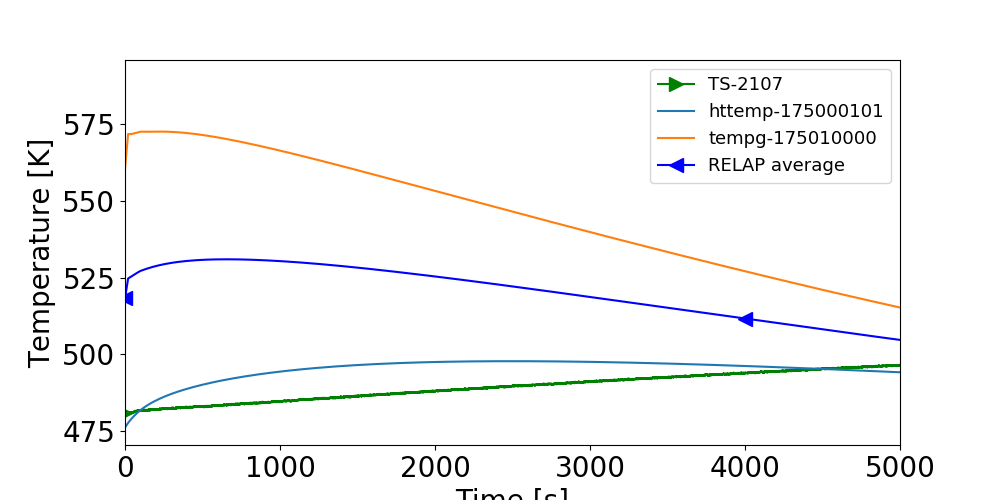 TS-2107
httemp-175000101
tempg-175010000
RELAP average
Temperature [K]
575
550
525
500
475
0 1000 2000 3000 4000 5000
Time [s]